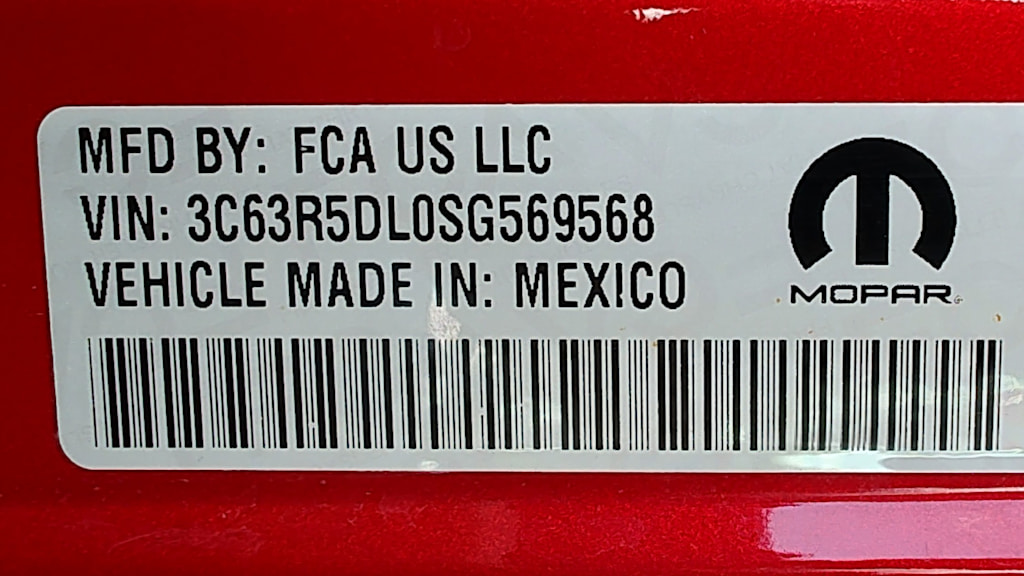 MFD BY: FCA US LLC
VIN: 3C63R5DL0SG569568
VEHICLE MADE IN: MEXICO
MOPAR